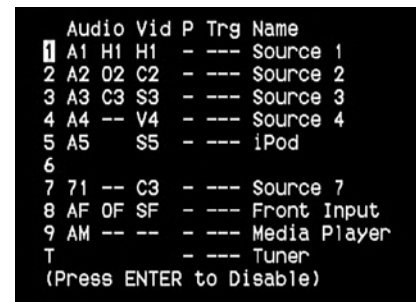 Audio Vid P Trg Name
1 A1 H1 H1 - --- Source 1
2 A2 O2 C2 - --- Source 2
3 A3 C3 S3 - --- Source 3
4 A4 -- V4 - --- Source 4
5 A5 S5 - --- iPod
6
7 71 -- C3 - --- Source 7
8 AF OF SF - --- Front Input
9 AM -- -- - --- Media Player
T - --- Tuner
(Press ENTER to Disable)